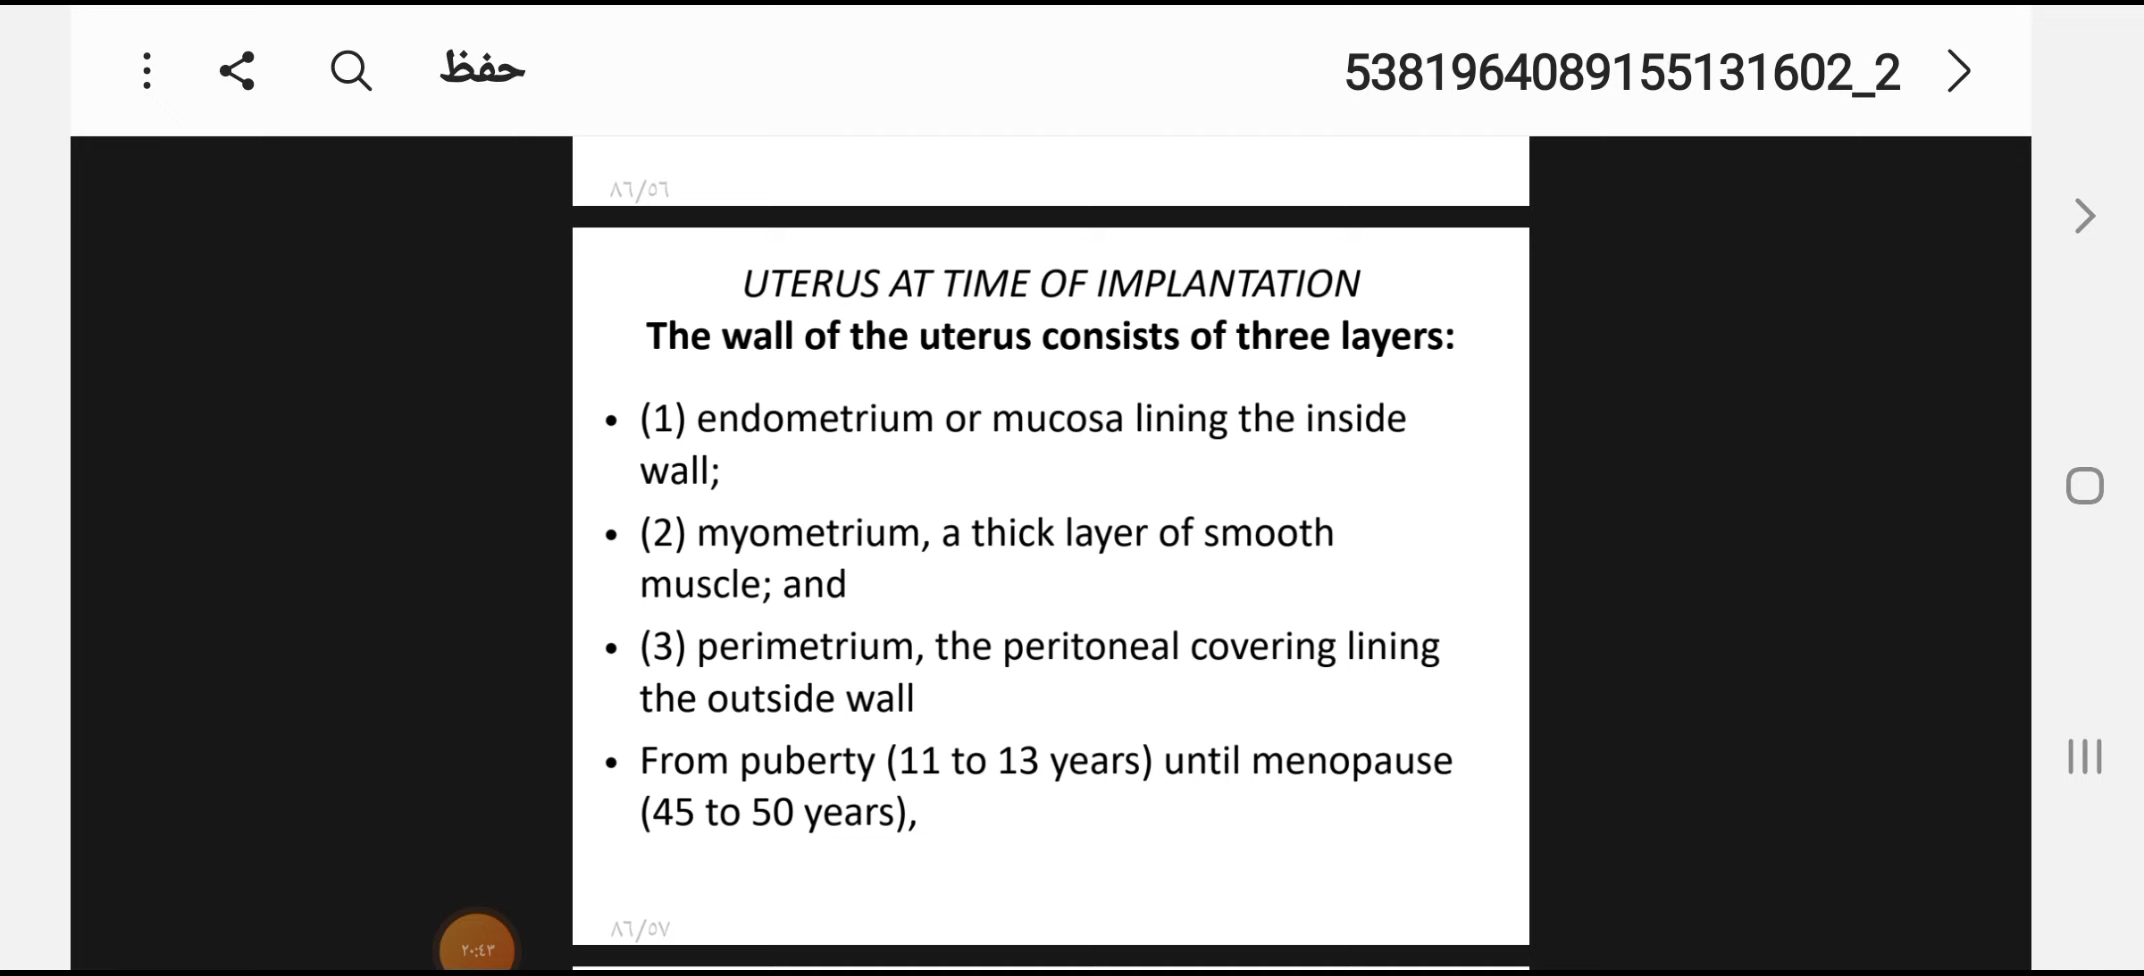 حفظ
5381964089155131602_2
٨٦/٥٦
UTERUS AT TIME OF IMPLANTATION
The wall of the uterus consists of three layers:
• (1) endometrium or mucosa lining the inside
wall;
• (2) myometrium, a thick layer of smooth
muscle; and
• (3) perimetrium, the peritoneal covering lining
the outside wall
• From puberty (11 to 13 years) until menopause
(45 to 50 years),
٨٦/٥٧
٢٠:٤٣